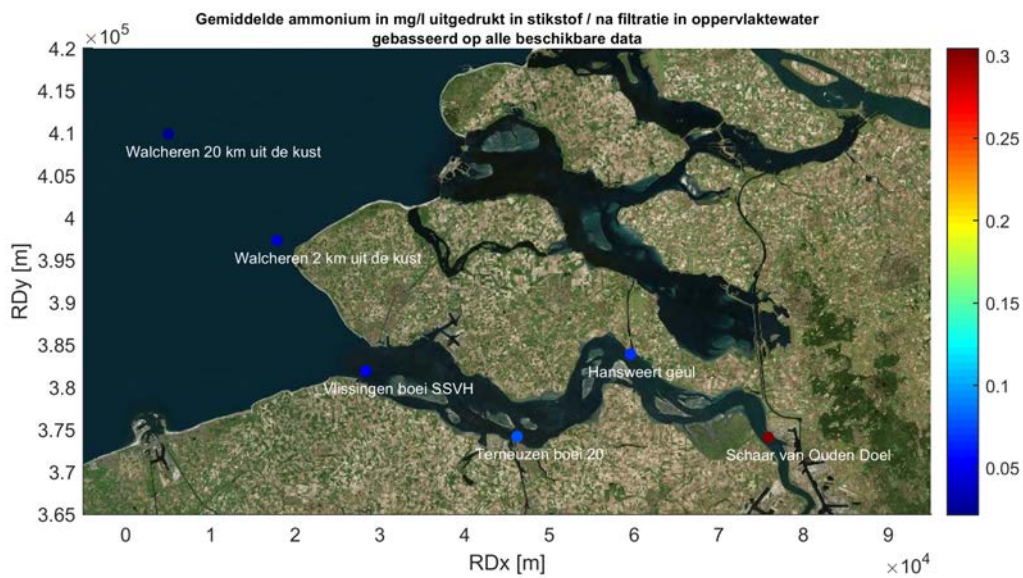 Gemiddelde ammonium in mg/l uitgedrukt in stikstof / na filtratie in oppervlaktewater
gebasseerd op alle beschikbare data
×10⁵
4.2
4.15
4.1
4.05
4
3.95
3.9
3.85
3.8
3.75
3.7
3.65
RDy [m]
Walcheren 20 km uit de kust
Walcheren 2 km uit de kust
Vlissingen boei SSVH
Hansweert geul
Terneuzen boei 20
Schaar van Ouden Doel
0 1 2 3 4 5 6 7 8 9
RDx [m]
×10⁴
0.3
0.25
0.2
0.15
0.1
0.05